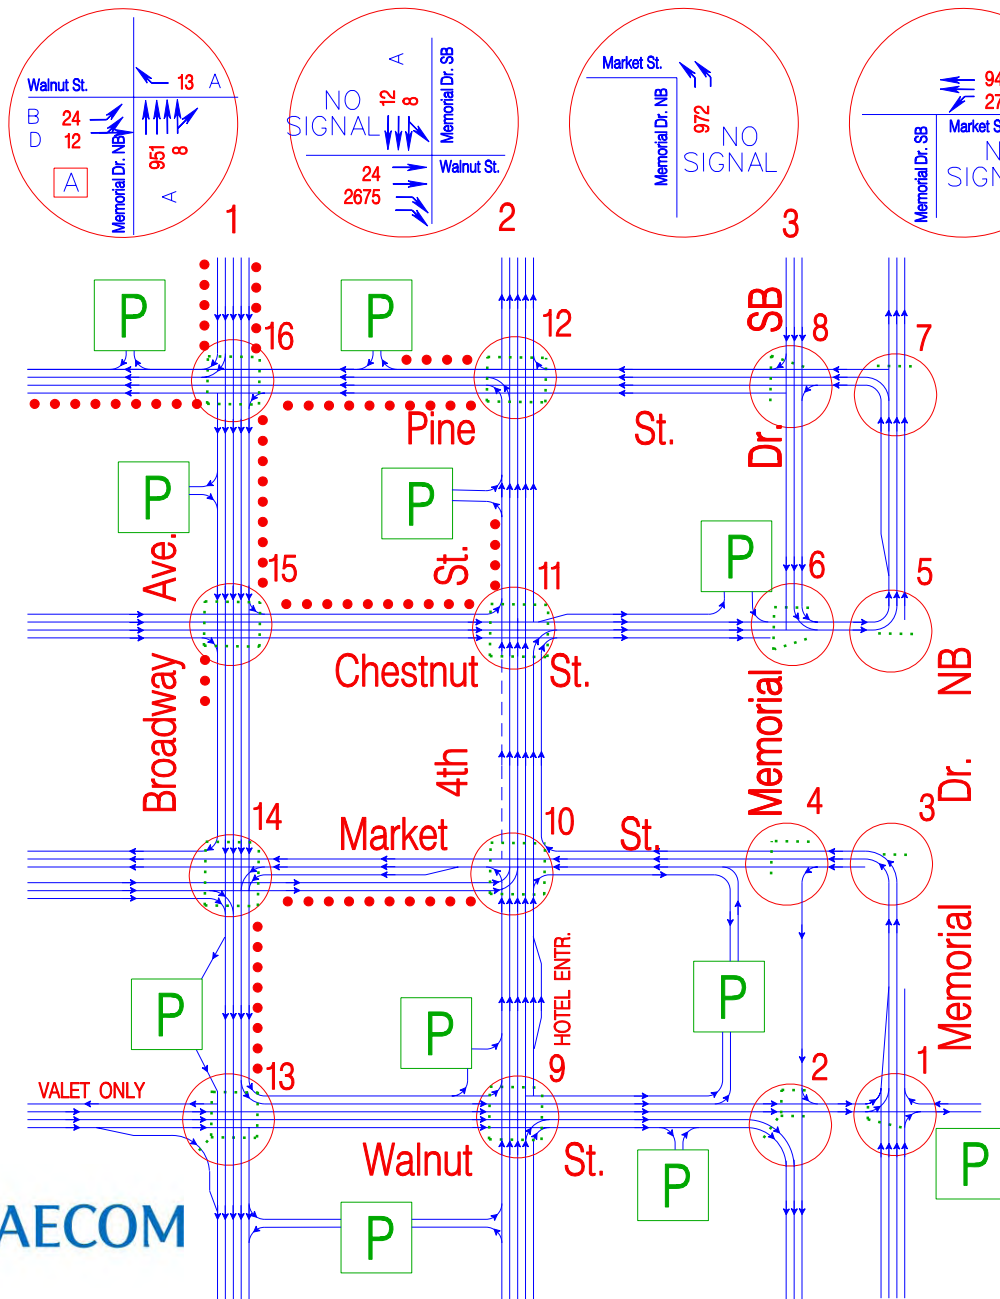 Walnut St.
B 24
D 12
A
13 A
951
8
A
Memorial Dr. NB
1
NO
SIGNAL
A
12
8
Memorial Dr. SB
Walnut St.
24
2675
2
Market St.
Memorial Dr. NB
972
NO
SIGNAL
3
94
27
Market S
Memorial Dr. SB
N
SIGN
P
P
16
12
SB
8
7
Pine St.
Dr.
P
P
Ave.
15
St.
11
P
6
5
Broadway
Chestnut St.
Memorial
NB
4th
14
Market St.
10
4
3
Dr.
P
P
HOTEL ENTR.
P
Memorial
VALET ONLY
13
9
2
1
Walnut St.
P
P
P
AECOM